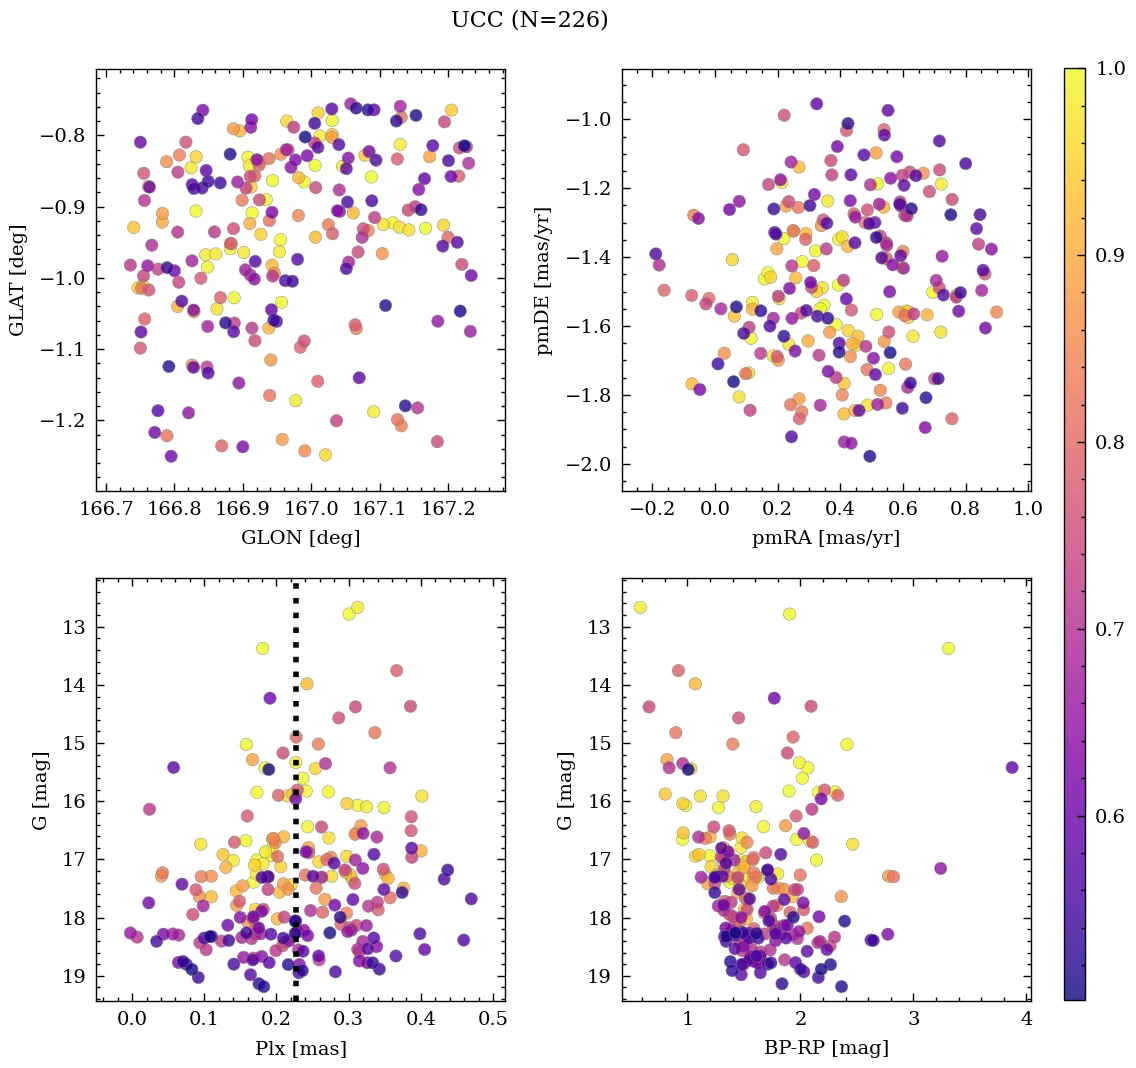 UCC (N=226)
−0.8
−0.9
−1.0
−1.1
−1.2
GLAT [deg]
166.7 166.8 166.9 167.0 167.1 167.2
GLON [deg]
−1.0
−1.2
−1.4
−1.6
−1.8
−2.0
pmDE [mas/yr]
−0.2 0.0 0.2 0.4 0.6 0.8 1.0
pmRA [mas/yr]
13
14
15
16
17
18
19
G [mag]
0.0 0.1 0.2 0.3 0.4 0.5
Plx [mas]
13
14
15
16
17
18
19
G [mag]
1 2 3 4
BP-RP [mag]
1.0
0.9
0.8
0.7
0.6